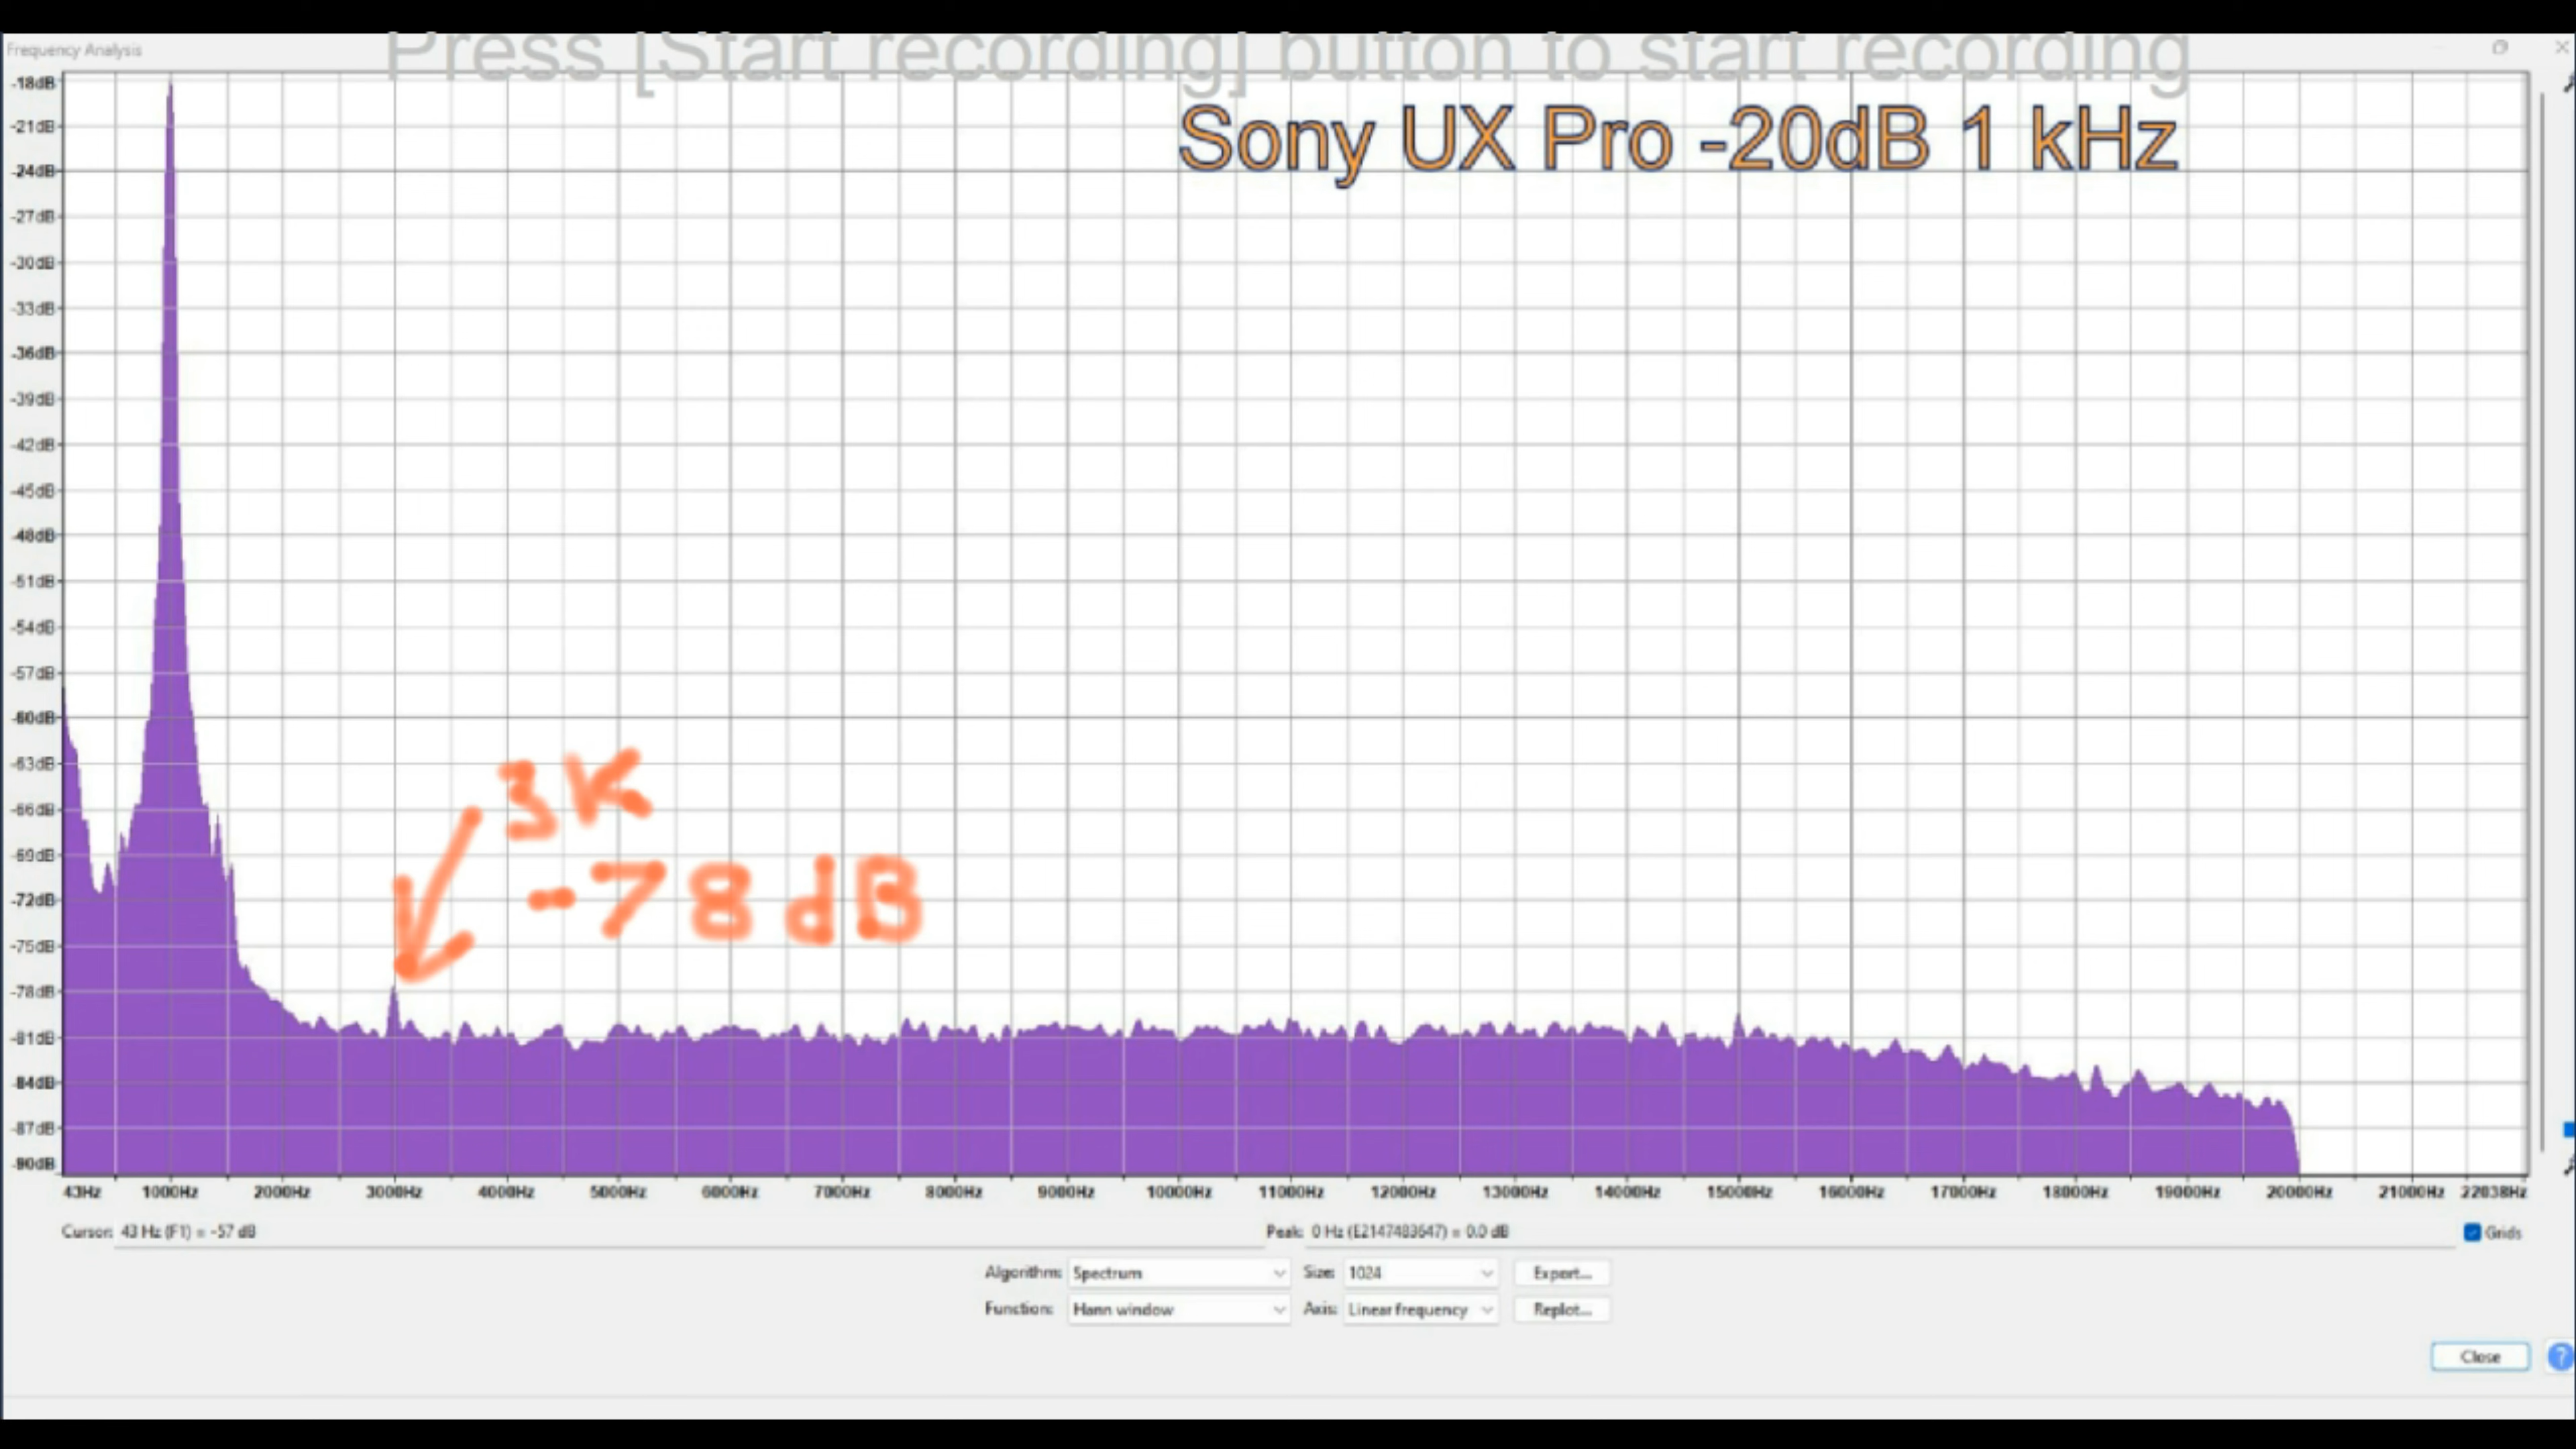 Press [Start recording] button to start recording
Frequency Analysis
Sony UX Pro -20dB 1 kHz
-18dB
-21dB
-24dB
-27dB
-30dB
-33dB
-36dB
-39dB
-42dB
-45dB
-48dB
-51dB
-54dB
-57dB
-60dB
-63dB
-66dB
-69dB
-72dB
-75dB
-78dB
-81dB
-84dB
-87dB
-90dB
3K
-78dB
43Hz 1000Hz 2000Hz 3000Hz 4000Hz 5000Hz 6000Hz 7000Hz 8000Hz 9000Hz 10000Hz 11000Hz 12000Hz 13000Hz 14000Hz 15000Hz 16000Hz 17000Hz 18000Hz 19000Hz 20000Hz 21000Hz 22038Hz
Cursor: 43 Hz (F1) = -57 dB Peak: 0 Hz (E2147483647) = 0.0 dB Grids
Algorithm: Spectrum Size: 1024 Export...
Function: Hann window Axis: Linear frequency Replot...
Close ?